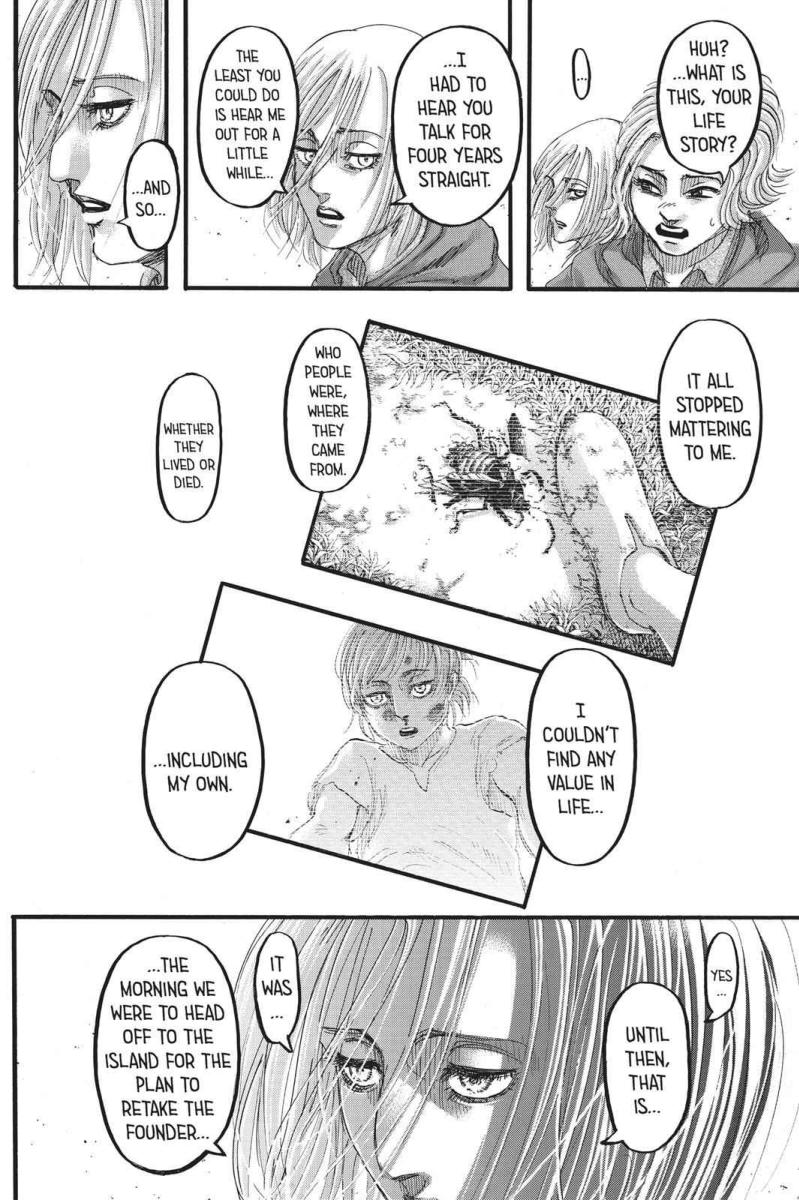 HUH?
...WHAT IS
THIS, YOUR
LIFE
STORY?
...
...I
HAD TO
HEAR YOU
TALK FOR
FOUR YEARS
STRAIGHT.
THE
LEAST YOU
COULD DO
IS HEAR ME
OUT FOR A
LITTLE
WHILE...
...AND
SO...
IT ALL
STOPPED
MATTERING
TO ME.
WHO
PEOPLE
WERE,
WHERE
THEY
CAME
FROM.
WHETHER
THEY
LIVED OR
DIED.
I
COULDN'T
FIND ANY
VALUE IN
LIFE...
...INCLUDING
MY OWN.
YES
...
UNTIL
THEN,
THAT
IS...
IT
WAS
...
...THE
MORNING WE
WERE TO HEAD
OFF TO THE
ISLAND FOR THE
PLAN TO
RETAKE THE
FOUNDER...